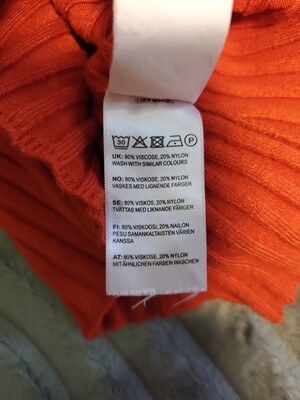 30 P
UK: 80% VISCOSE, 20% NYLON
WASH WITH SIMILAR COLOURS
NO: 80% VISKOSE, 20% NYLON
VASKES MED LIGNENDE FARGER
SE: 80% VISKOS, 20% NYLON
TVÄTTAS MED LIKNANDE FÄRGER
FI: 80% VISKOOSI, 20% NAILON
PESU SAMANKALTAISTEN VÄRIEN
KANSSA
AT: 80% VISKOSE, 20% NYLON
MIT ÄHNLICHEN FARBEN WASCHEN